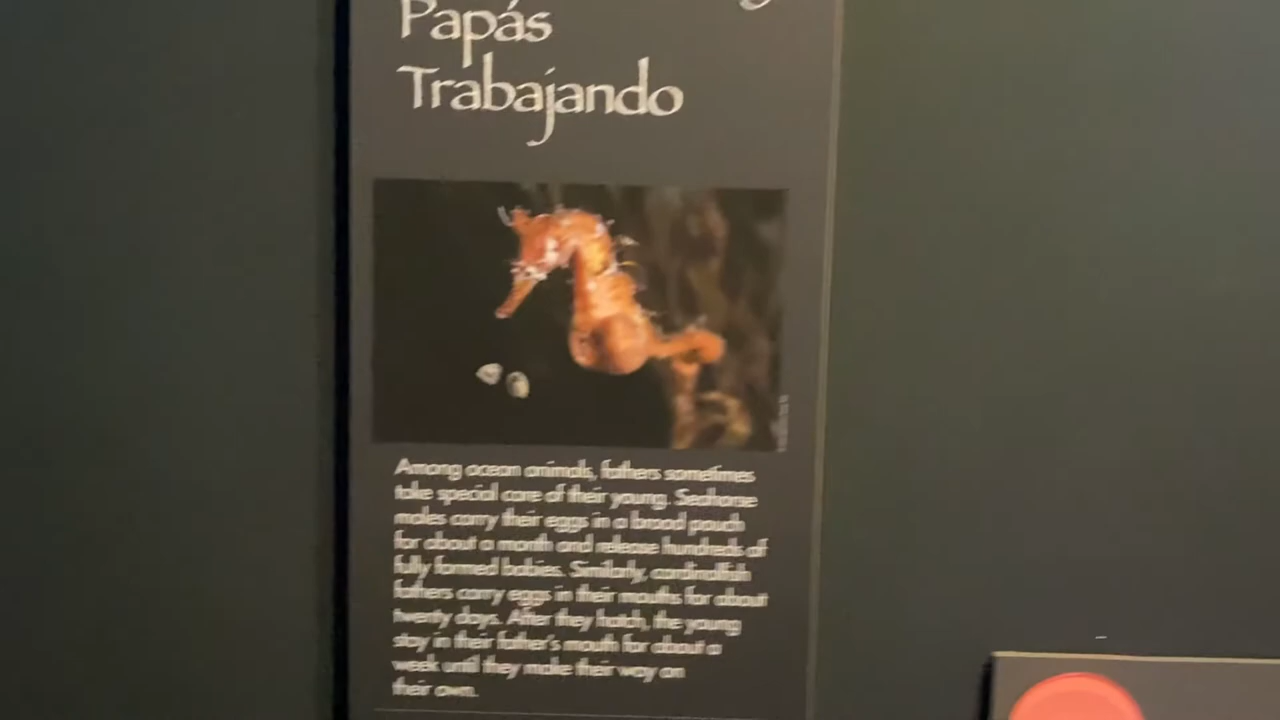 Papás
Trabajando
Among ocean animals, fathers sometimes
take special care of their young. Seahorse
males carry their eggs in a brood pouch
for about a month and release hundreds of
fully formed babies. Similarly, cardinalfish
fathers carry eggs in their mouths for about
twenty days. After they hatch, the young
stay in their father's mouth for about a
week until they make their way on
their own.